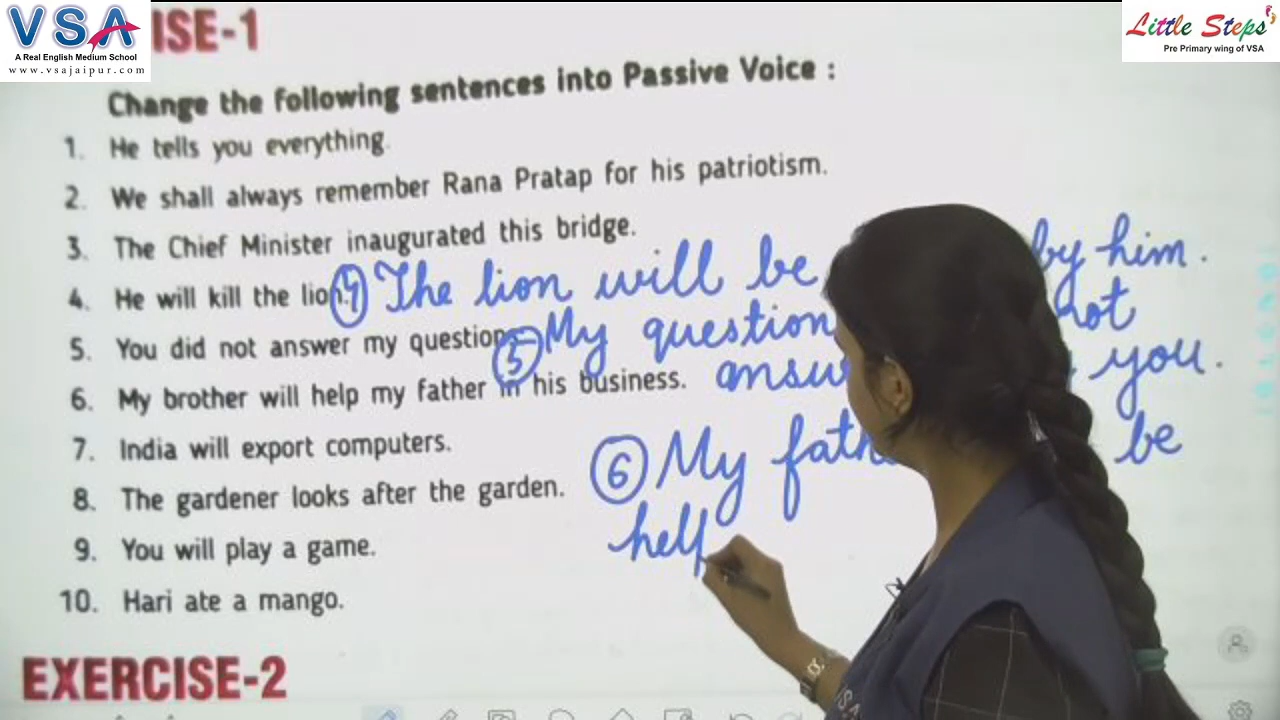 VSA
A Real English Medium School
www.vsajaipur.com
Little Steps
Pre Primary wing of VSA
ISE-1
Change the following sentences into Passive Voice :
1. He tells you everything.
2. We shall always remember Rana Pratap for his patriotism.
3. The Chief Minister inaugurated this bridge.
4. He will kill the lion.
4 The lion will be by him.
5. You did not answer my question
5 My question not
answ you.
6. My brother will help my father in his business.
7. India will export computers.
6 My fath be
help
8. The gardener looks after the garden.
9. You will play a game.
10. Hari ate a mango.
EXERCISE-2
VSA